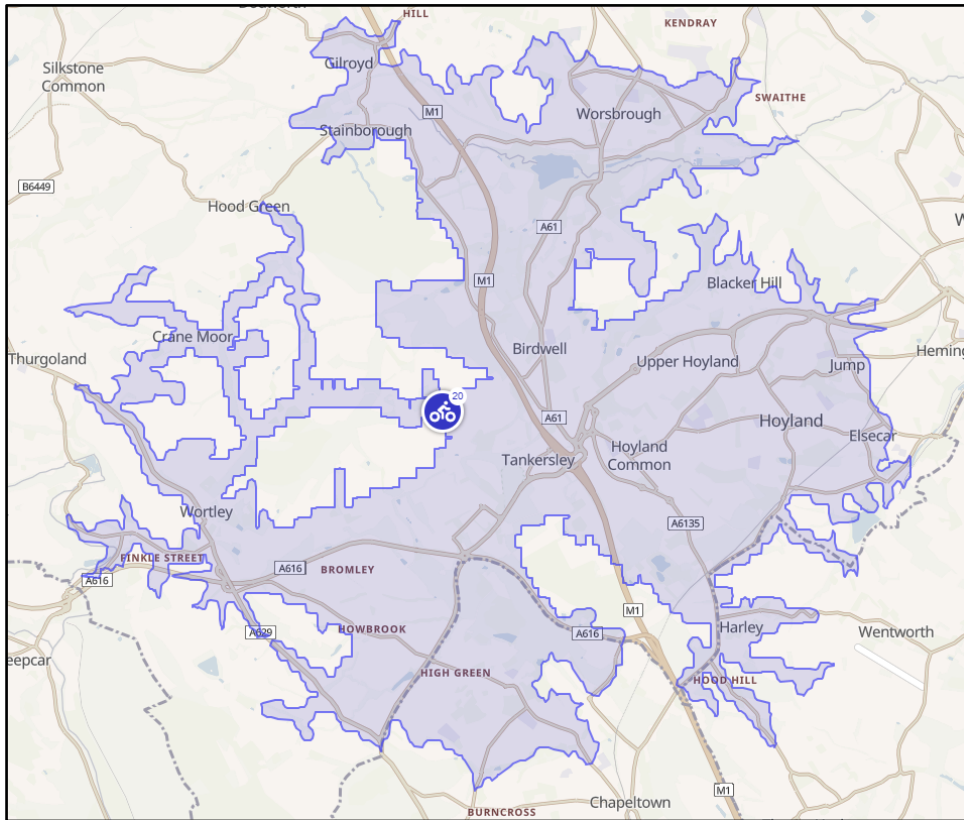 HILL
KENDRAY
Gilroyd
Silkstone
Common
M1
SWAITHE
Worsbrough
Stainborough
B6449
Hood Green
A61
M1
Blacker Hill
Crane Moor
Birdwell
Thurgoland
Upper Hoyland
Jump
20
A61
Hoyland
Elsecar
Hoyland
Common
Tankersley
Wortley
A6135
FINKLE STREET
A616
BROMLEY
A616
M1
HOWBROOK
A629
A616
Harley
Wentworth
HIGH GREEN
HOOD HILL
M1
Chapeltown
BURNCROSS